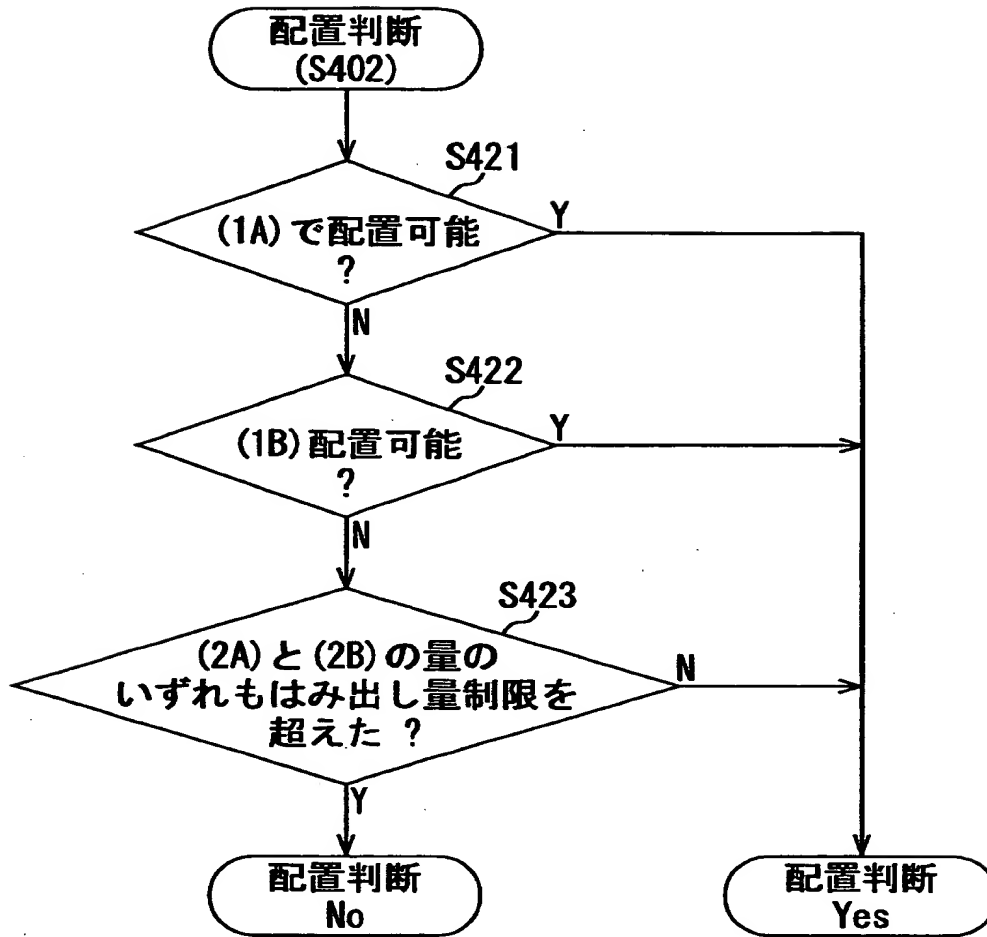 配置判断
(S402)
S421
(1A)で配置可能
?
Y
N
S422
(1B)配置可能
?
Y
N
S423
(2A)と(2B)の量の
いずれもはみ出し量制限を
超えた ?
N
Y
配置判断
No
配置判断
Yes